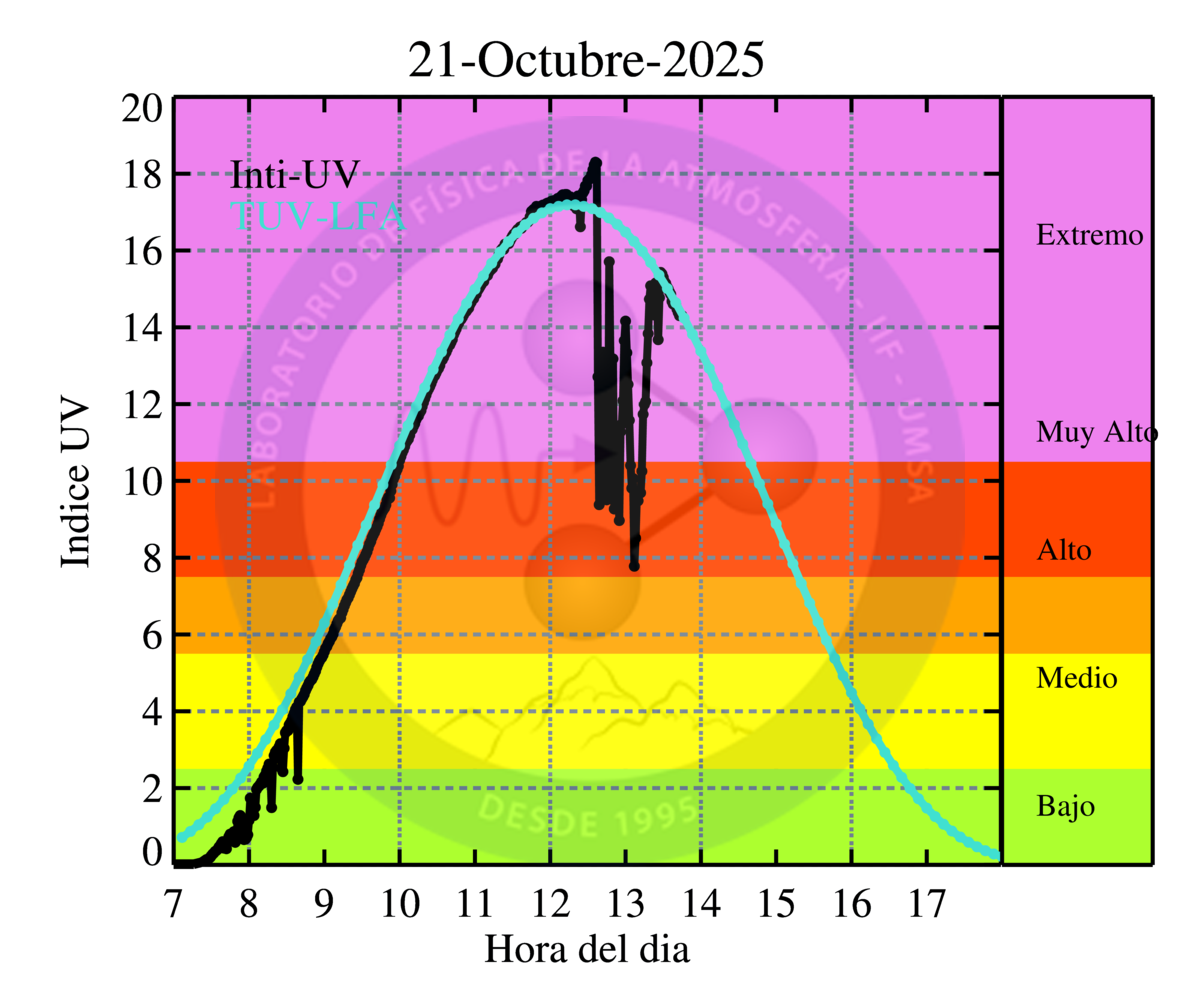 21-Octubre-2025
Inti-UV
TUV-LFA
20
18
16
14
12
10
8
6
4
2
0
Indice UV
7 8 9 10 11 12 13 14 15 16 17
Hora del dia
Extremo
Muy Alto
Alto
Medio
Bajo
LABORATORIO DE FÍSICA DE LA ATMÓSFERA - IIF - UMSA
DESDE 1995